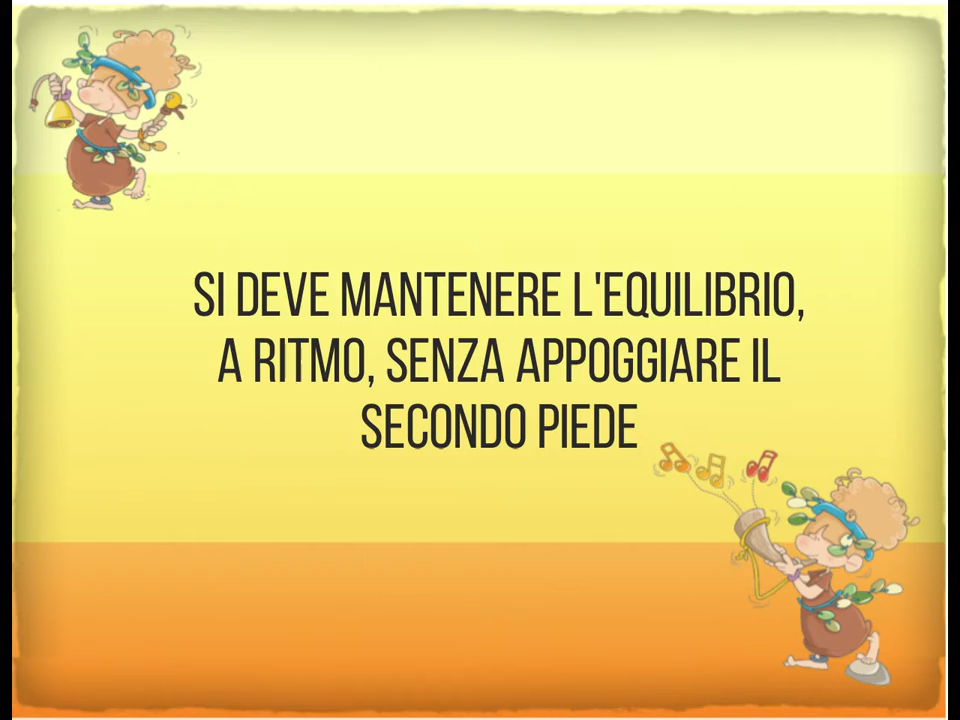 SI DEVE MANTENERE L'EQUILIBRIO,
A RITMO, SENZA APPOGGIARE IL
SECONDO PIEDE